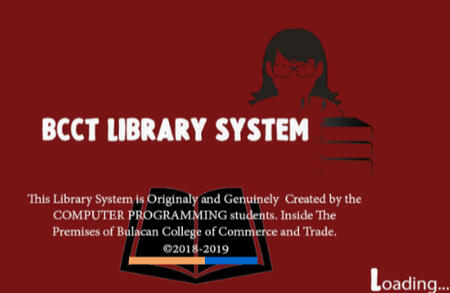 BCCT LIBRARY SYSTEM
This Library System is Originaly and Genuinely Created by the
COMPUTER PROGRAMMING students. Inside The
Premises of Bulacan College of Commerce and Trade.
©2018-2019
Loading...